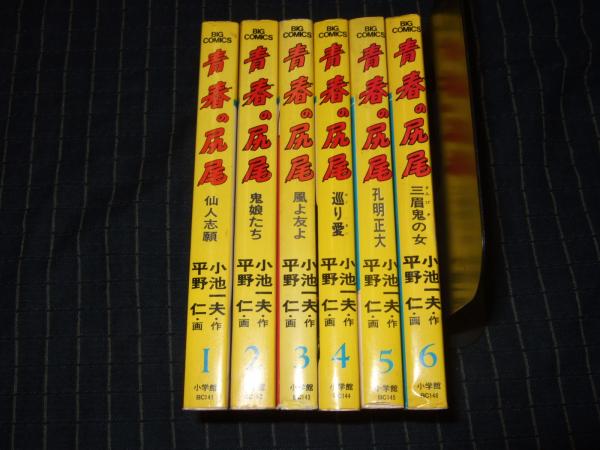 BIG
COMICS
青春の尻尾
仙人志願
小池一夫・作
平野 仁・画
1
小学館
BC141
BIG
COMICS
青春の尻尾
鬼娘たち
小池一夫・作
平野 仁・画
2
小学館
BIG
COMICS
青春の尻尾
風よ友よ
小池一夫・作
平野 仁・画
3
小学館
BC143
BIG
COMICS
青春の尻尾
巡り愛
小池一夫・作
平野 仁・画
4
小学館
BC144
BIG
COMICS
青春の尻尾
孔明正大
小池一夫・作
平野 仁・画
5
小学館
BC145
BIG
COMICS
青春の尻尾
三眉鬼の女
小池一夫・作
平野 仁・画
6
小学館
BC146